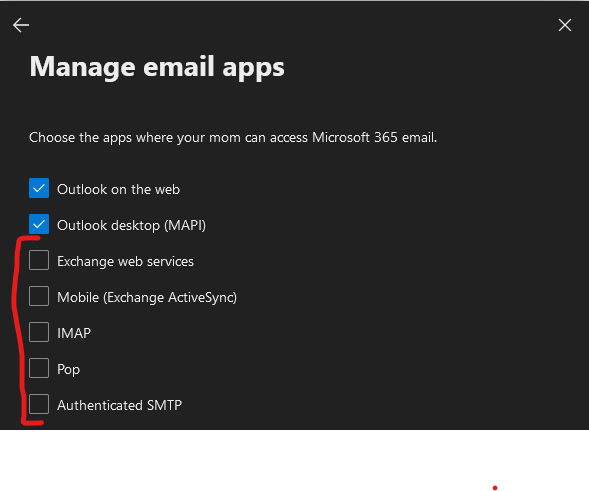 Manage email apps
Choose the apps where your mom can access Microsoft 365 email.
Outlook on the web
Outlook desktop (MAPI)
Exchange web services
Mobile (Exchange ActiveSync)
IMAP
Pop
Authenticated SMTP